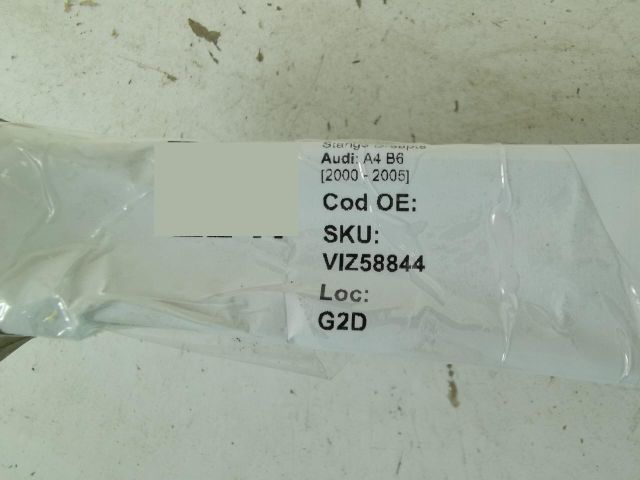 Audi: A4 B6
[2000 - 2005]
Cod OE:
SKU:
VIZ58844
Loc:
G2D